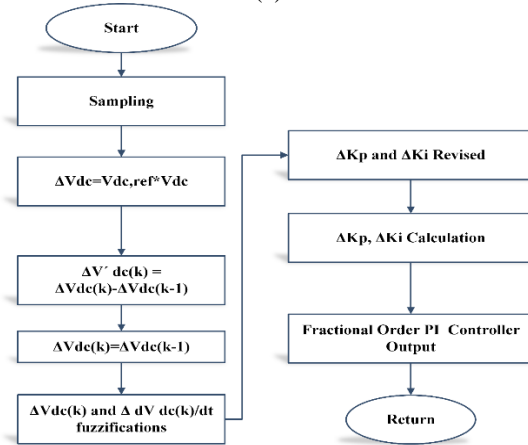 Start
Sampling
ΔVdc=Vdc,ref*Vdc
ΔV´ dc(k) =
ΔVdc(k)-ΔVdc(k-1)
ΔVdc(k)=ΔVdc(k-1)
ΔVdc(k) and Δ dV dc(k)/dt
fuzzifications
ΔKp and ΔKi Revised
ΔKp, ΔKi Calculation
Fractional Order PI Controller
Output
Return